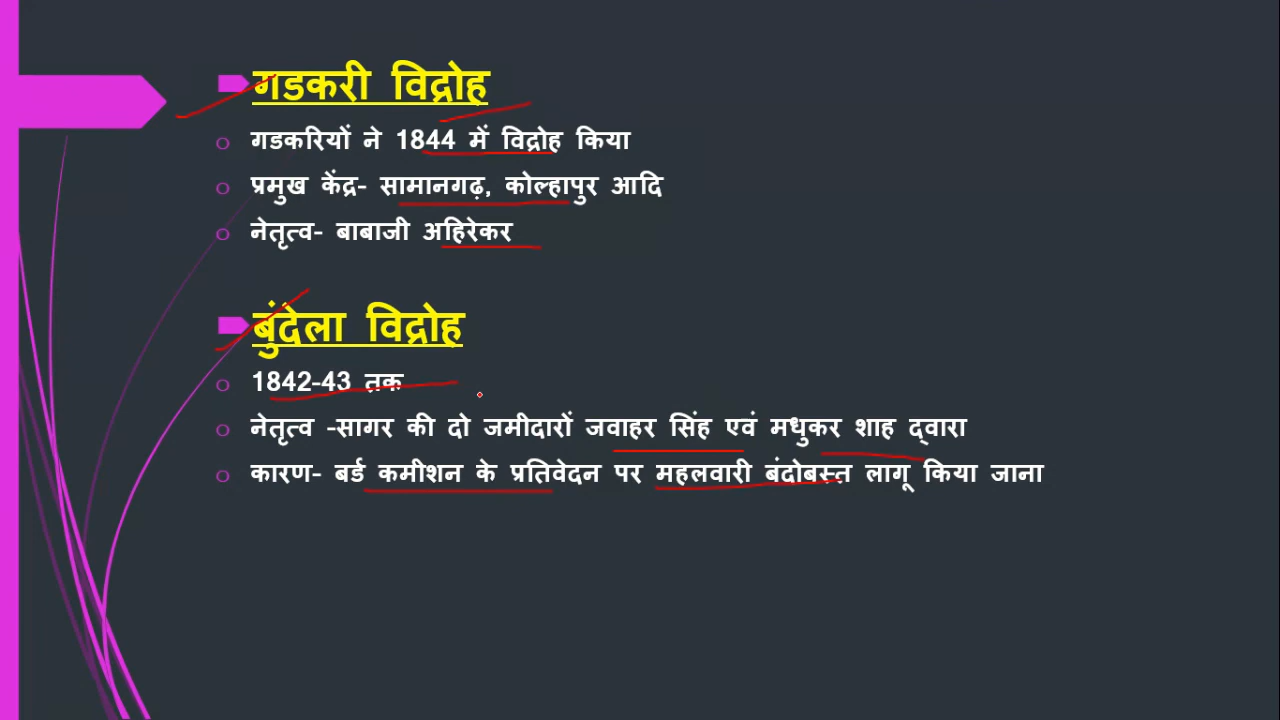 गडकरी विद्रोह
गडकरियों ने 1844 में विद्रोह किया
प्रमुख केंद्र- सामानगढ़, कोल्हापुर आदि
नेतृत्व- बाबाजी अहिरेकर
बुंदेला विद्रोह
1842-43 तक
नेतृत्व -सागर की दो जमीदारों जवाहर सिंह एवं मधुकर शाह द्वारा
कारण- बर्ड कमीशन के प्रतिवेदन पर महलवारी बंदोबस्त लागू किया जाना